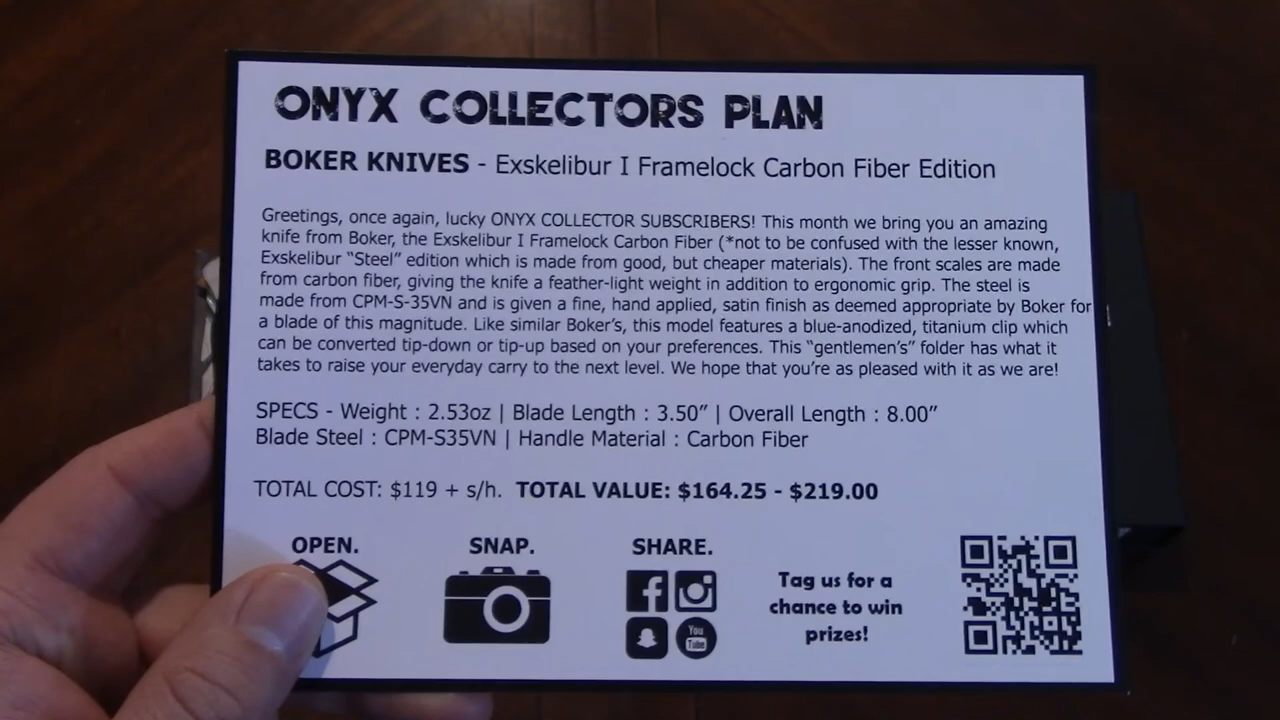 ONYX COLLECTORS PLAN
BOKER KNIVES - Exskelibur I Framelock Carbon Fiber Edition
Greetings, once again, lucky ONYX COLLECTOR SUBSCRIBERS! This month we bring you an amazing
knife from Boker, the Exskelibur I Framelock Carbon Fiber (*not to be confused with the lesser known,
Exskelibur “Steel” edition which is made from good, but cheaper materials). The front scales are made
from carbon fiber, giving the knife a feather-light weight in addition to ergonomic grip. The steel is
made from CPM-S-35VN and is given a fine, hand applied, satin finish as deemed appropriate by Boker for
a blade of this magnitude. Like similar Boker’s, this model features a blue-anodized, titanium clip which
can be converted tip-down or tip-up based on your preferences. This “gentlemen’s” folder has what it
takes to raise your everyday carry to the next level. We hope that you’re as pleased with it as we are!
SPECS - Weight : 2.53oz | Blade Length : 3.50” | Overall Length : 8.00”
Blade Steel : CPM-S35VN | Handle Material : Carbon Fiber
TOTAL COST: $119 + s/h. TOTAL VALUE: $164.25 - $219.00
OPEN. SNAP. SHARE.
Tag us for a
chance to win
prizes!
You
Tube